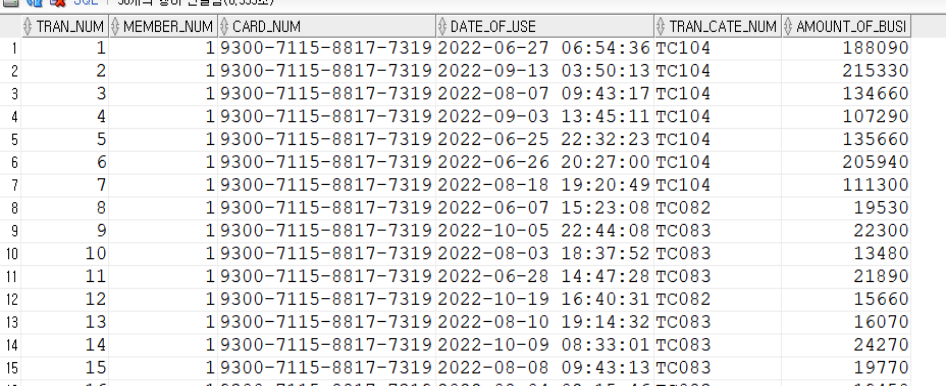 SQL
TRAN_NUM MEMBER_NUM CARD_NUM DATE_OF_USE TRAN_CATE_NUM AMOUNT_OF_BUSI
1 1 1 9300-7115-8817-7319 2022-06-27 06:54:36 TC104 188090
2 2 1 9300-7115-8817-7319 2022-09-13 03:50:13 TC104 215330
3 3 1 9300-7115-8817-7319 2022-08-07 09:43:17 TC104 134660
4 4 1 9300-7115-8817-7319 2022-09-03 13:45:11 TC104 107290
5 5 1 9300-7115-8817-7319 2022-06-25 22:32:23 TC104 135660
6 6 1 9300-7115-8817-7319 2022-06-26 20:27:00 TC104 205940
7 7 1 9300-7115-8817-7319 2022-08-18 19:20:49 TC104 111300
8 8 1 9300-7115-8817-7319 2022-06-07 15:23:08 TC082 19530
9 9 1 9300-7115-8817-7319 2022-10-05 22:44:08 TC083 22300
10 10 1 9300-7115-8817-7319 2022-08-03 18:37:52 TC083 13480
11 11 1 9300-7115-8817-7319 2022-06-28 14:47:28 TC083 21890
12 12 1 9300-7115-8817-7319 2022-10-19 16:40:31 TC082 15660
13 13 1 9300-7115-8817-7319 2022-08-10 19:14:32 TC083 16070
14 14 1 9300-7115-8817-7319 2022-10-09 08:33:01 TC083 24270
15 15 1 9300-7115-8817-7319 2022-08-08 09:43:13 TC083 19770